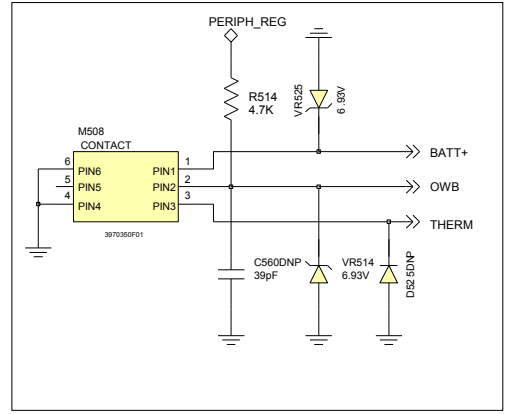 PERIPH_REG
R514
4.7K
VR525
6.93V
M508
CONTACT
6
PIN6
PIN1
1
BATT+
5
PIN5
PIN2
2
OWB
4
PIN4
PIN3
3
THERM
3970350F01
C560DNP
39pF
VR514
6.93V
D525DNP